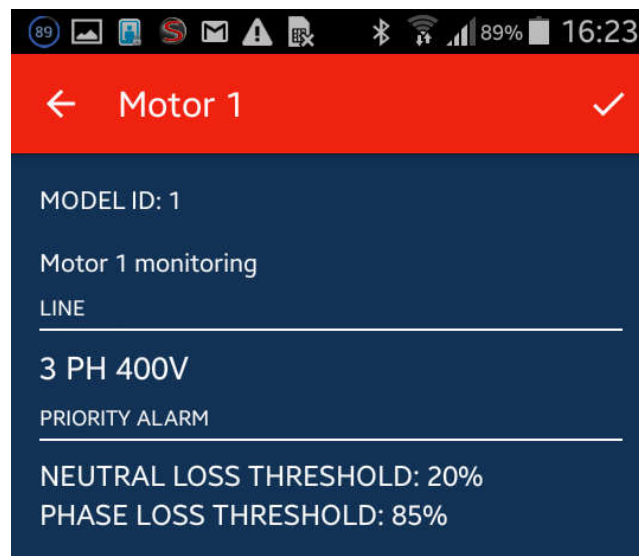 89 89% 16:23
Motor 1
MODEL ID: 1
Motor 1 monitoring
LINE
3 PH 400V
PRIORITY ALARM
NEUTRAL LOSS THRESHOLD: 20%
PHASE LOSS THRESHOLD: 85%